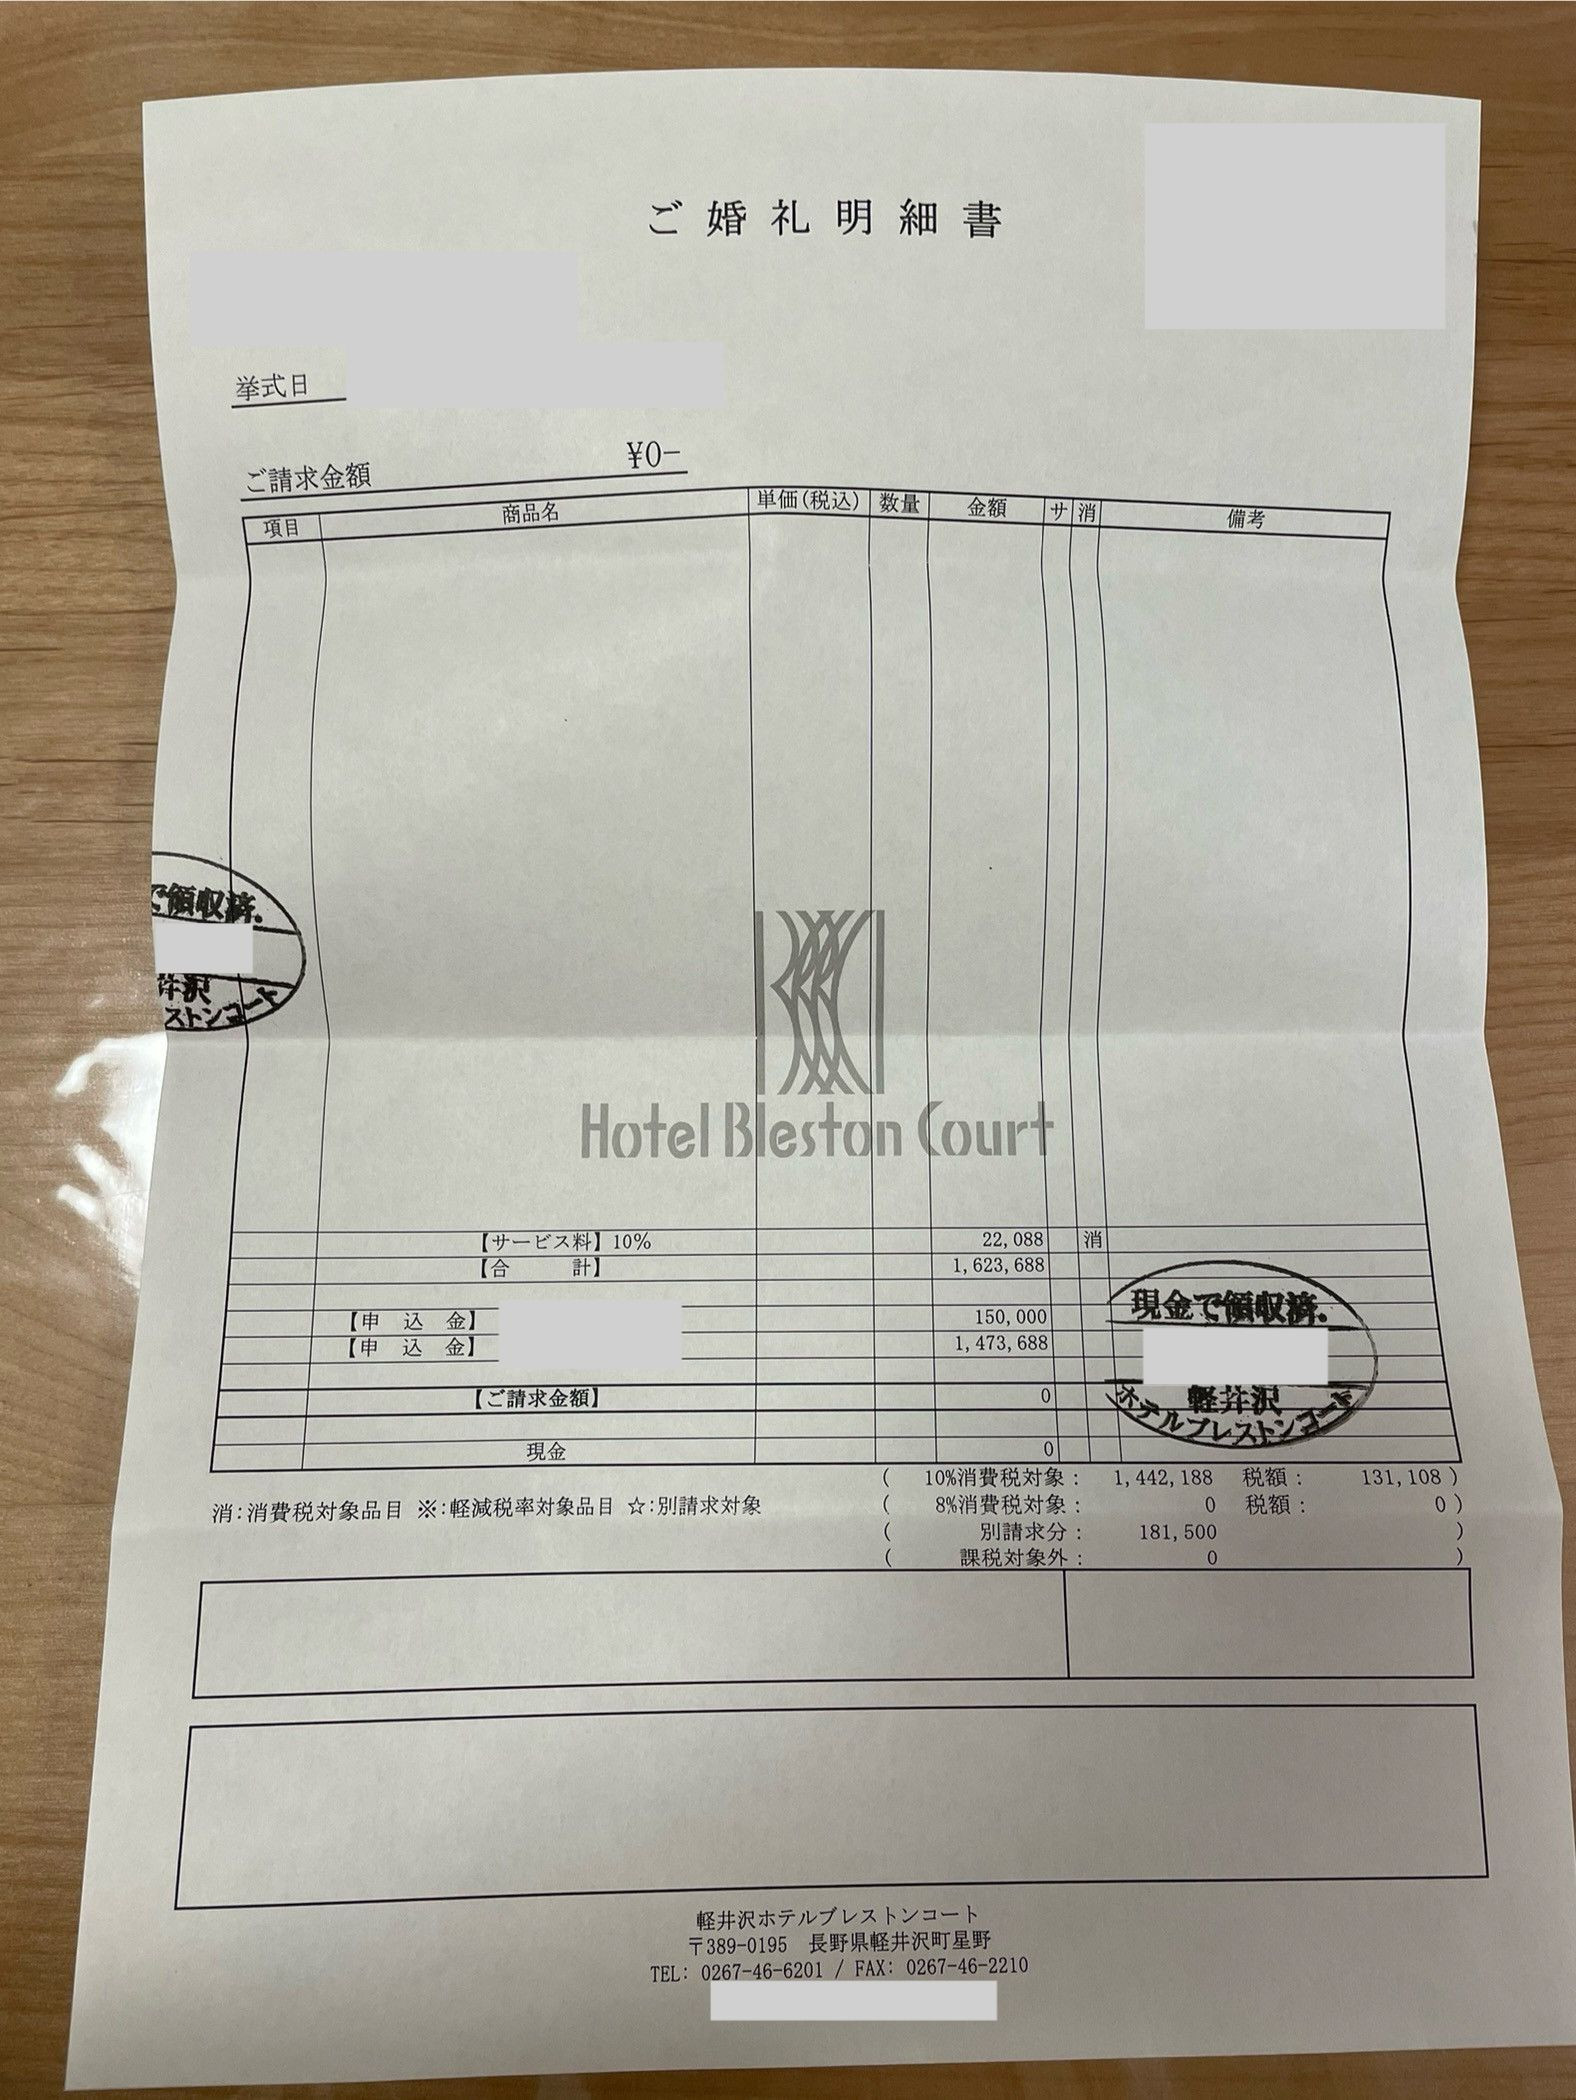 ご婚礼明細書
挙式日
ご請求金額 ¥0-
項目 商品名 単価(税込) 数量 金額 サ 消 備考
で領収済.
井沢
ストンコート
Hotel Bleston Court
【サービス料】10% 22,088 消
【合 計】 1,623,688
【申 込 金】 150,000
【申 込 金】 1,473,688
【ご請求金額】 0
現金 0
現金で領収済.
軽井沢
ホテルブレストンコート
( 10%消費税対象: 1,442,188 税額: 131,108 )
消:消費税対象品目 ※:軽減税率対象品目 ☆:別請求対象 ( 8%消費税対象: 0 税額: 0 )
( 別請求分: 181,500 )
( 課税対象外: 0 )
軽井沢ホテルブレストンコート
〒389-0195 長野県軽井沢町星野
TEL: 0267-46-6201 / FAX: 0267-46-2210